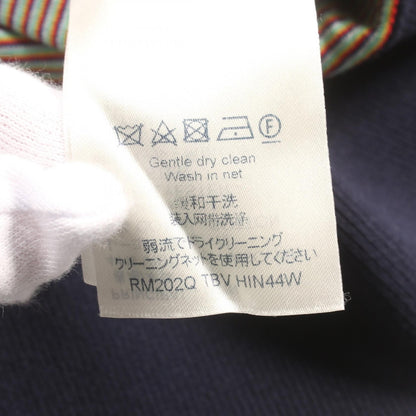 F
Gentle dry clean
Wash in net
和干洗
装入网袋洗涤
弱流でドライクリーニング
クリーニングネットを使用してください
RM202Q TBV HIN44W